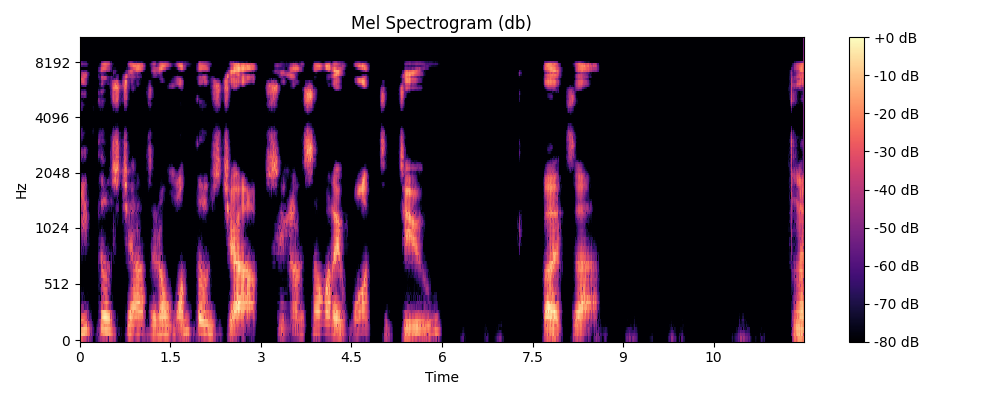 Mel Spectrogram (db)
Hz
8192
4096
2048
1024
512
0
0 1.5 3 4.5 6 7.5 9 10
Time
+0 dB
-10 dB
-20 dB
-30 dB
-40 dB
-50 dB
-60 dB
-70 dB
-80 dB